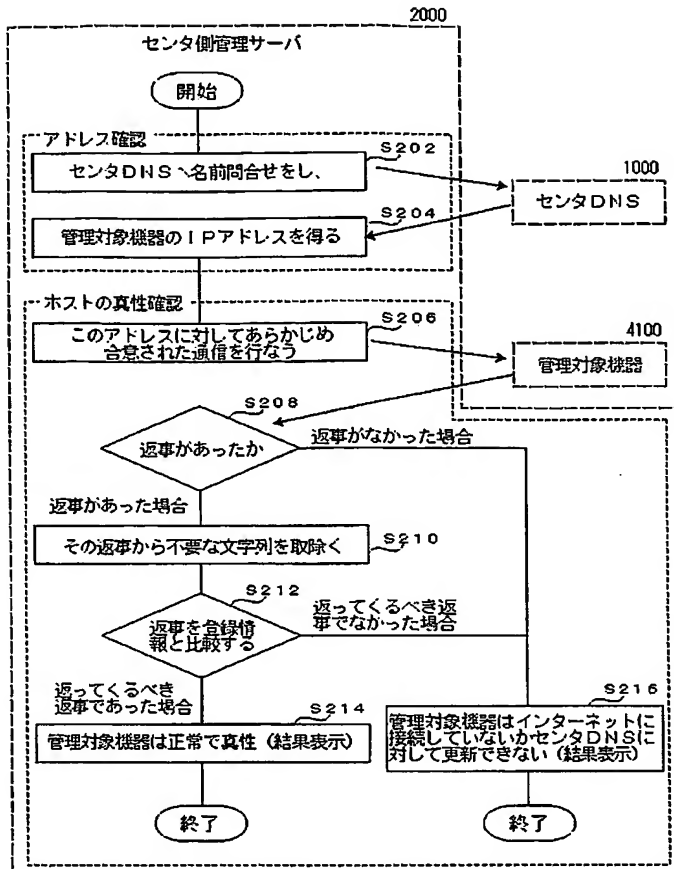 2000
センタ側管理サーバ
開始
アドレス確認
S202
センタDNSへ名前問合せをし、
1000
センタDNS
S204
管理対象機器のIPアドレスを得る
ホストの真性確認
S206
このアドレスに対してあらかじめ
合意された通信を行なう
4100
管理対象機器
S208
返事があったか
返事がなかった場合
返事があった場合
その返事から不要な文字列を取除く
S210
S212
返事を登録情
報と比較する
返ってくるべき返
事でなかった場合
返ってくるべき
返事であった場合
S214
管理対象機器は正常で真性(結果表示)
S216
管理対象機器はインターネットに
接続していないかセンタDNSに
対して更新できない(結果表示)
終了
終了